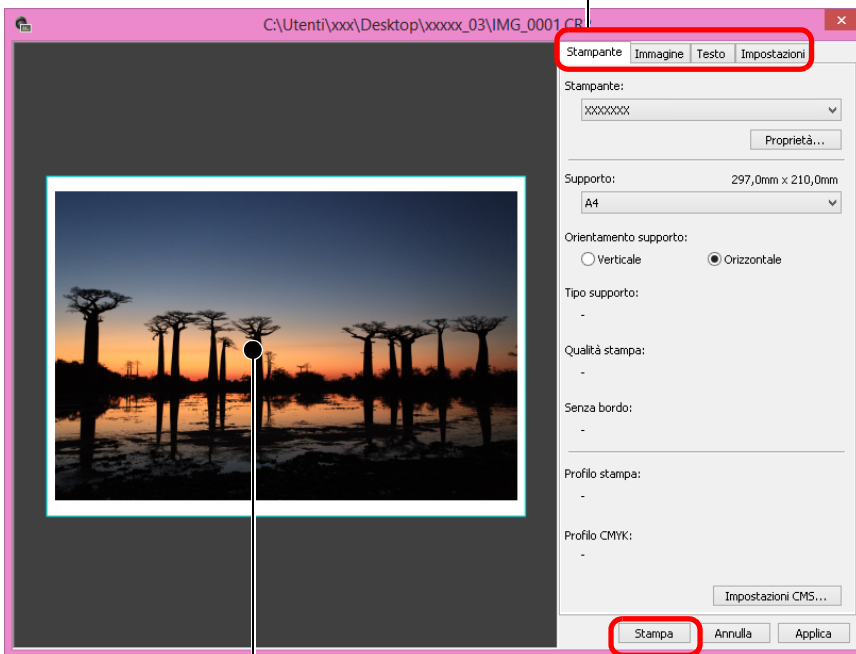 C:\Utenti\xxx\Desktop\xxxxx_03\IMG_0001.CR2
Stampante Immagine Testo Impostazioni
Stampante:
XXXXXXX
Proprietà...
Supporto: 297,0mm x 210,0mm
A4
Orientamento supporto:
Verticale Orizzontale
Tipo supporto:
-
Qualità stampa:
-
Senza bordo:
-
Profilo stampa:
-
Profilo CMYK:
-
Impostazioni CMS...
Stampa Annulla Applica